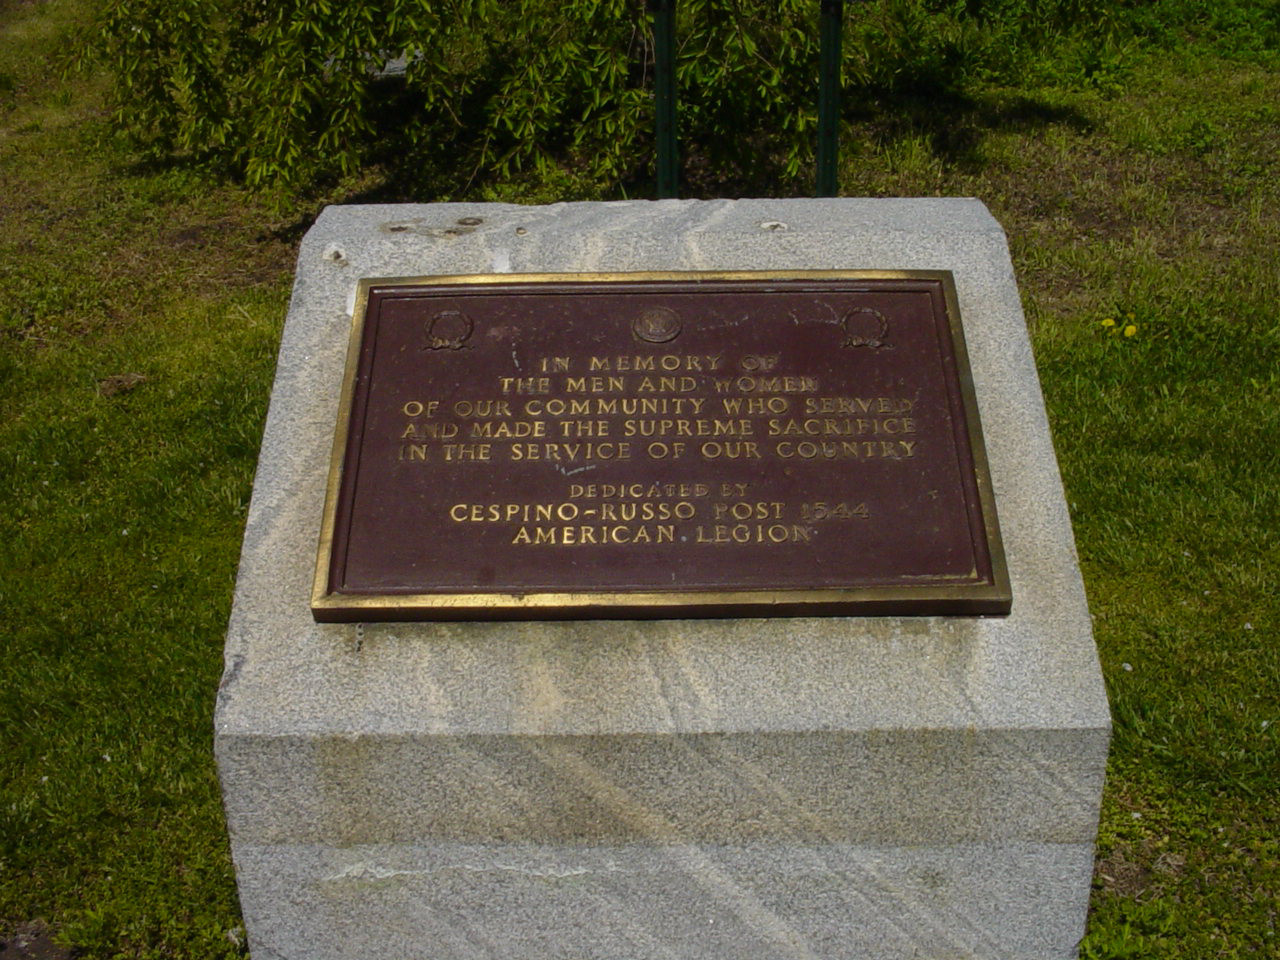 IN MEMORY OF
THE MEN AND WOMEN
OF OUR COMMUNITY WHO SERVED
AND MADE THE SUPREME SACRIFICE
IN THE SERVICE OF OUR COUNTRY
DEDICATED BY
CESPINO-RUSSO POST 1544
AMERICAN LEGION